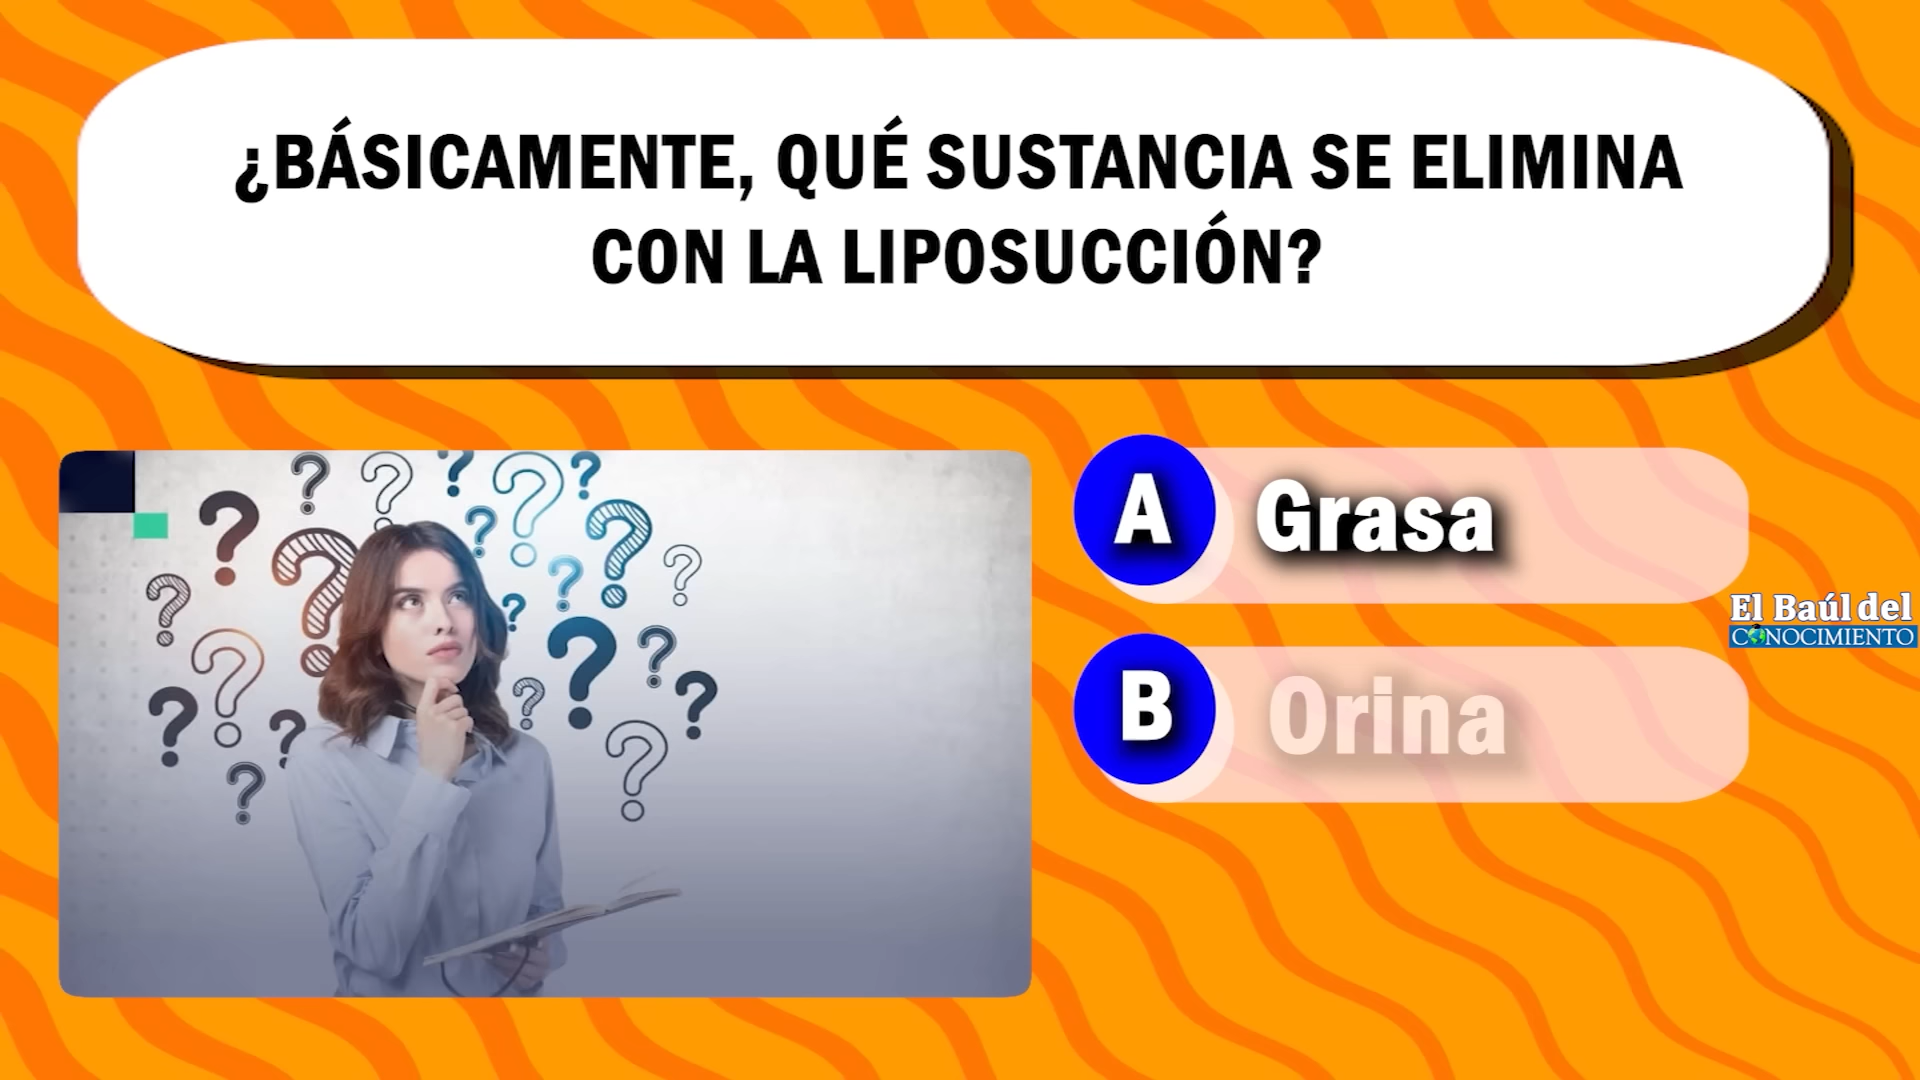 ¿BÁSICAMENTE, QUÉ SUSTANCIA SE ELIMINA
CON LA LIPOSUCCIÓN?
A Grasa
B Orina
El Baúl del
CONOCIMIENTO